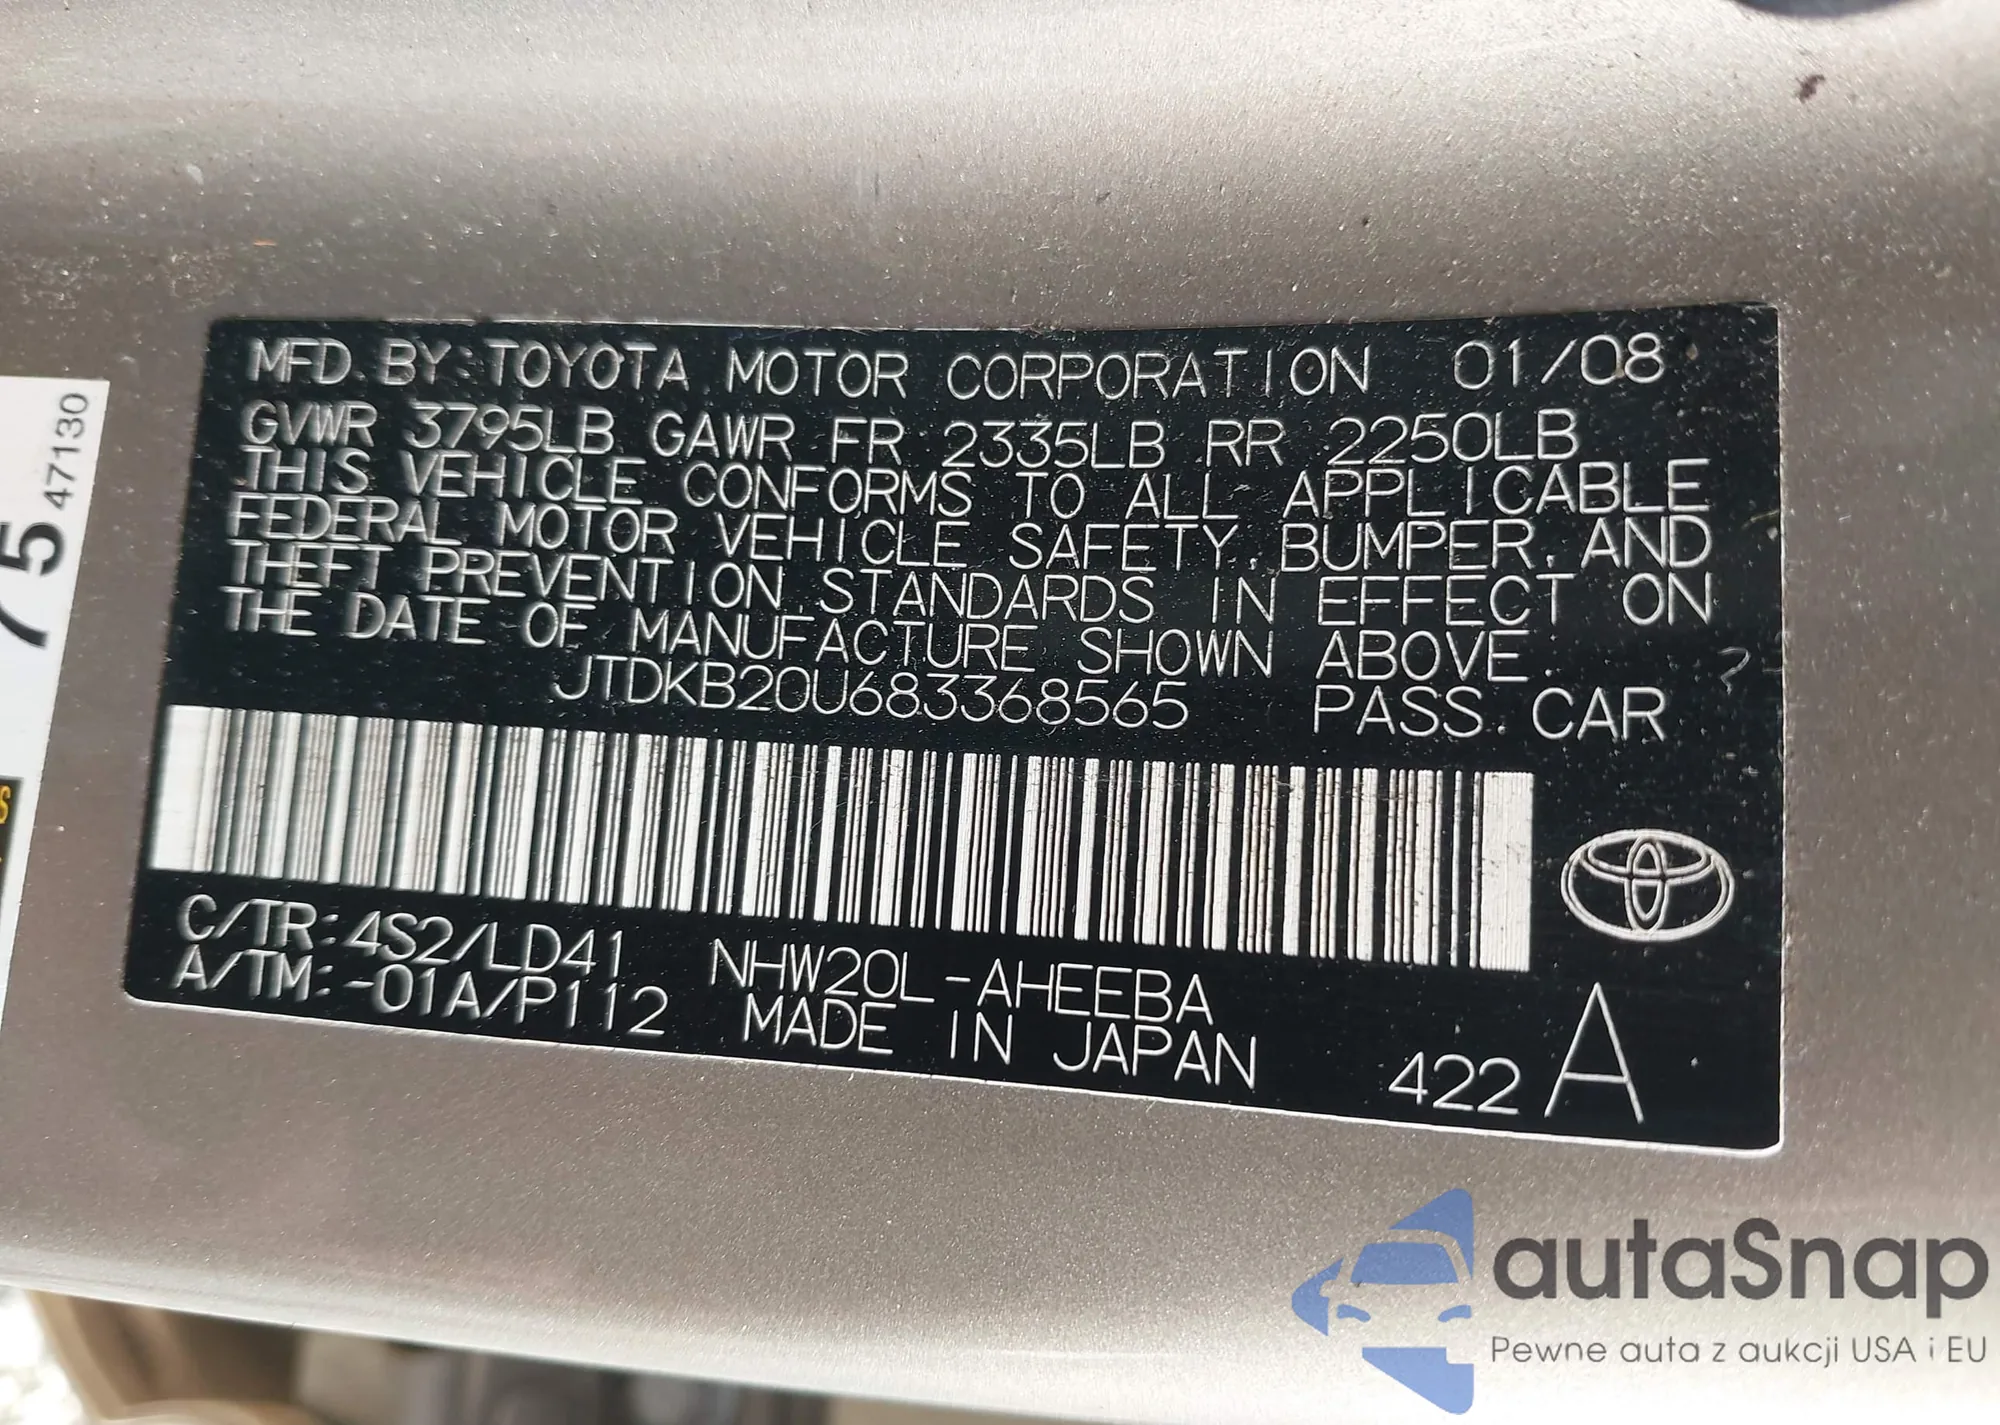 MFD. BY: TOYOTA MOTOR CORPORATION 01/08
GVWR 3795LB GAWR FR 2335LB RR 2250LB
THIS VEHICLE CONFORMS TO ALL APPLICABLE
FEDERAL MOTOR VEHICLE SAFETY, BUMPER, AND
THEFT PREVENTION STANDARDS IN EFFECT ON
THE DATE OF MANUFACTURE SHOWN ABOVE.
JTDKB20U683368565 PASS. CAR
C/TR: 4S2/LD41 NHW20L-AHEEBA
A/TM: -01A/P112 MADE IN JAPAN
422 A
75
47130
autaSnap
Pewne auta z aukcji USA i EU